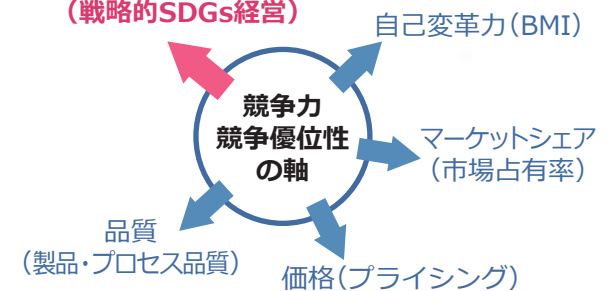 （戦略的SDGs経営）
自己変革力（BMI）
競争力
競争優位性
の軸
マーケットシェア
（市場占有率）
品質
（製品・プロセス品質）
価格（プライシング）